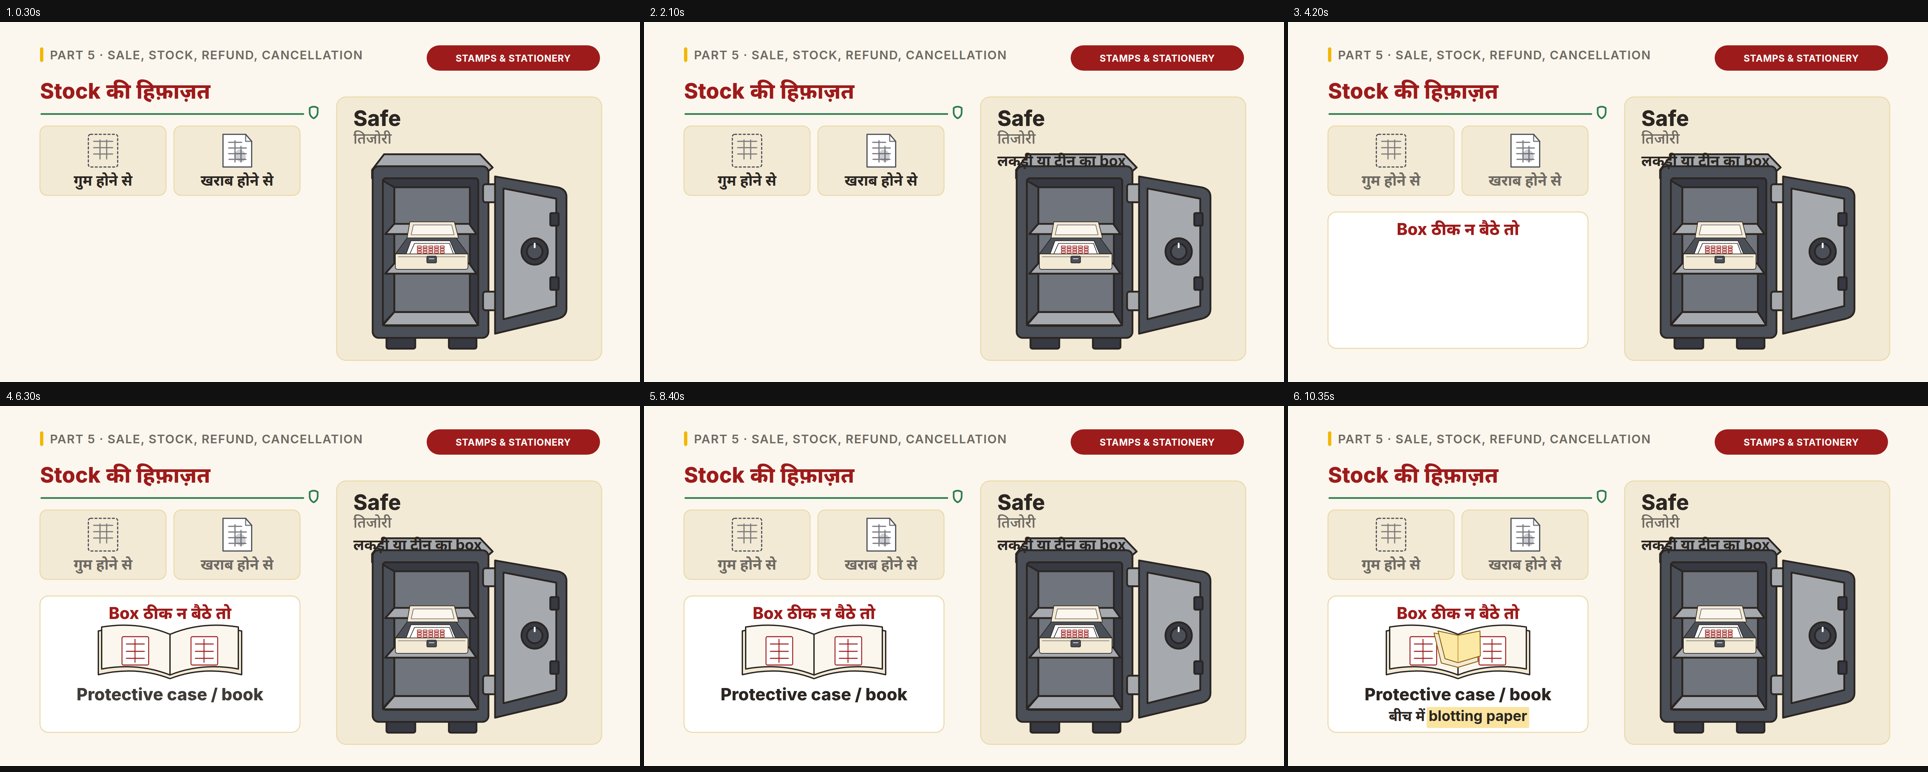 1. 0.30s
PART 5 · SALE, STOCK, REFUND, CANCELLATION
STAMPS & STATIONERY
Stock की हिफ़ाज़त
गुम होने से
खराब होने से
Safe
तिजोरी
2. 2.10s
PART 5 · SALE, STOCK, REFUND, CANCELLATION
STAMPS & STATIONERY
Stock की हिफ़ाज़त
गुम होने से
खराब होने से
Safe
तिजोरी
लकड़ी या टीन का box
3. 4.20s
PART 5 · SALE, STOCK, REFUND, CANCELLATION
STAMPS & STATIONERY
Stock की हिफ़ाज़त
गुम होने से
खराब होने से
Box ठीक न बैठे तो
Safe
तिजोरी
लकड़ी या टीन का box
4. 6.30s
PART 5 · SALE, STOCK, REFUND, CANCELLATION
STAMPS & STATIONERY
Stock की हिफ़ाज़त
गुम होने से
खराब होने से
Box ठीक न बैठे तो
Protective case / book
Safe
तिजोरी
लकड़ी या टीन का box
5. 8.40s
PART 5 · SALE, STOCK, REFUND, CANCELLATION
STAMPS & STATIONERY
Stock की हिफ़ाज़त
गुम होने से
खराब होने से
Box ठीक न बैठे तो
Protective case / book
Safe
तिजोरी
लकड़ी या टीन का box
6. 10.35s
PART 5 · SALE, STOCK, REFUND, CANCELLATION
STAMPS & STATIONERY
Stock की हिफ़ाज़त
गुम होने से
खराब होने से
Box ठीक न बैठे तो
Protective case / book
बीच में blotting paper
Safe
तिजोरी
लकड़ी या टीन का box